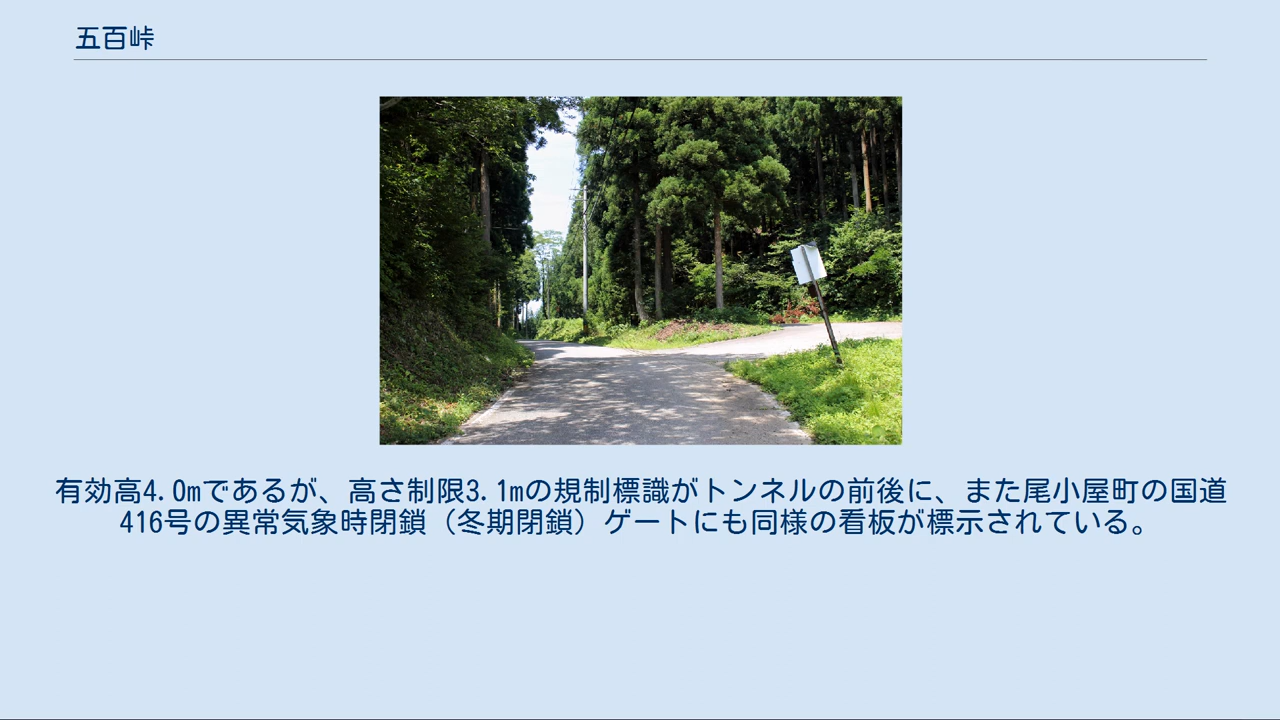 五百峠
有効高4.0mであるが、高さ制限3.1mの規制標識がトンネルの前後に、また尾小屋町の国道
416号の異常気象時閉鎖（冬期閉鎖）ゲートにも同様の看板が標示されている。